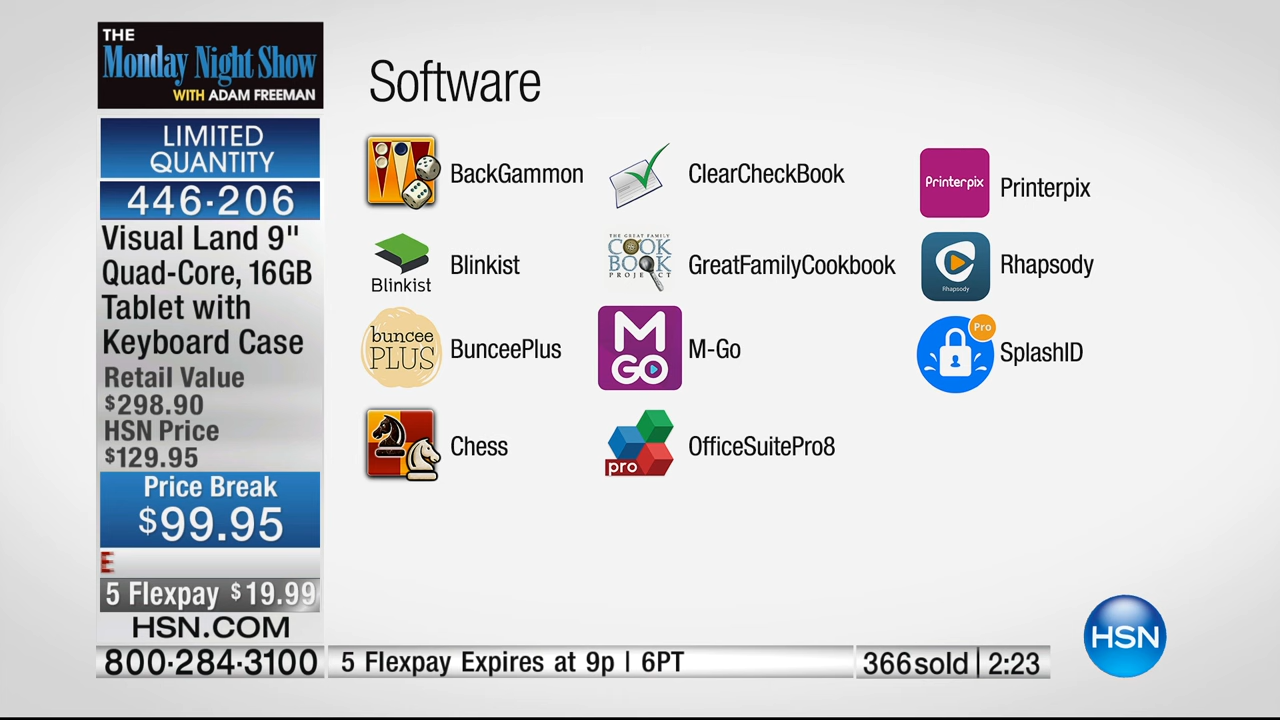 THE
Monday Night Show
WITH ADAM FREEMAN
LIMITED
QUANTITY
446·206
Visual Land 9"
Quad-Core, 16GB
Tablet with
Keyboard Case
Retail Value
$298.90
HSN Price
$129.95
Price Break
$99.95
E
5 Flexpay $19.99
HSN.COM
800·284·3100
Software
BackGammon
Blinkist
Blinkist
buncee
PLUS
BunceePlus
Chess
ClearCheckBook
THE GREAT FAMILY
COOK
BOOK
PROJECT
GreatFamilyCookbook
M
GO
M-Go
pro
OfficeSuitePro8
Printerpix
Printerpix
Rhapsody
Rhapsody
Pro
SplashID
5 Flexpay Expires at 9p | 6PT
366sold | 2:23
HSN